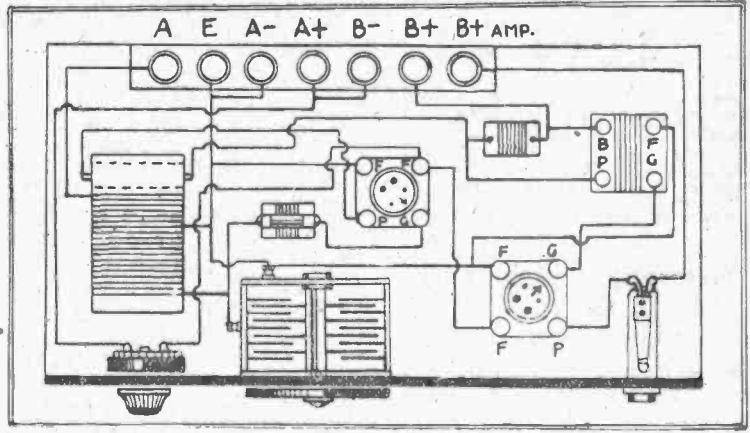 A E A- A+ B- B+ B+ AMP.
B F
P G
F F
P G
F G
F P